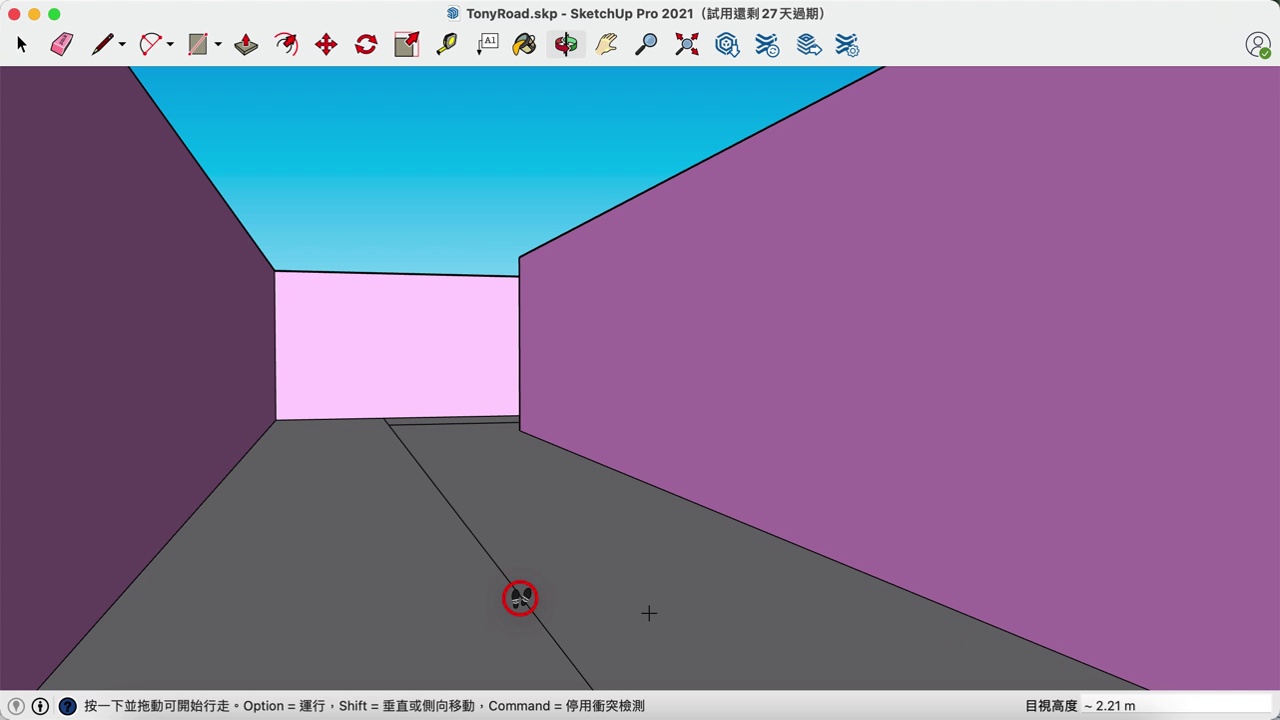 TonyRoad.skp - SketchUp Pro 2021（試用還剩 27 天過期）
A1
按一下並拖動可開始行走。Option = 運行，Shift = 垂直或側向移動，Command = 停用衝突檢測
目視高度 ~ 2.21 m